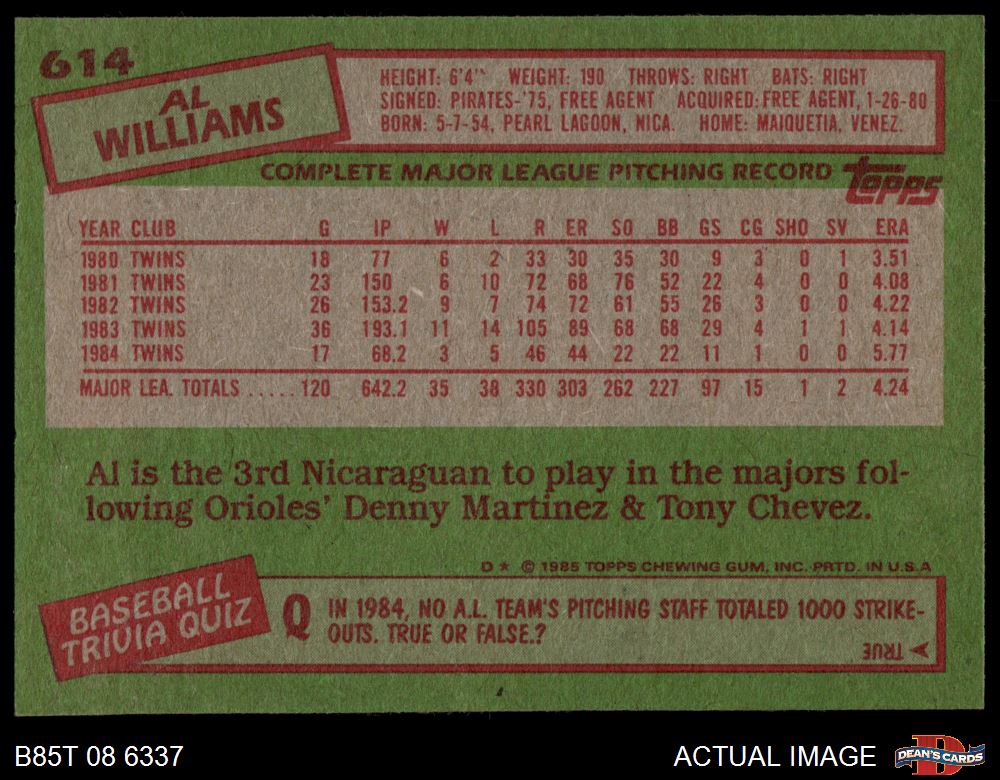 614
AL
WILLIAMS
HEIGHT: 6'4" WEIGHT: 190 THROWS: RIGHT BATS: RIGHT
SIGNED: PIRATES-'75, FREE AGENT ACQUIRED: FREE AGENT, 1-26-80
BORN: 5-7-54, PEARL LAGOON, NICA. HOME: MAIQUETIA, VENEZ.
COMPLETE MAJOR LEAGUE PITCHING RECORD
topps
YEAR CLUB G IP W L R ER SO BB GS CG SHO SV ERA
1980 TWINS 18 77 6 2 33 30 35 30 9 3 0 1 3.51
1981 TWINS 23 150 6 10 72 68 76 52 22 4 0 0 4.08
1982 TWINS 26 153.2 9 7 74 72 61 55 26 3 0 0 4.22
1983 TWINS 36 193.1 11 14 105 89 68 68 29 4 1 1 4.14
1984 TWINS 17 68.2 3 5 46 44 22 22 11 1 0 0 5.77
MAJOR LEA. TOTALS ..... 120 642.2 35 38 330 303 262 227 97 15 1 2 4.24
Al is the 3rd Nicaraguan to play in the majors fol-
lowing Orioles' Denny Martinez & Tony Chevez.
D * © 1985 TOPPS CHEWING GUM, INC. PRTD. IN U.S.A
BASEBALL
TRIVIA QUIZ
Q IN 1984, NO A.L. TEAM'S PITCHING STAFF TOTALED 1000 STRIKE-
OUTS. TRUE OR FALSE.?
TRUE
B85T 08 6337
ACTUAL IMAGE
D
DEAN'S CARDS